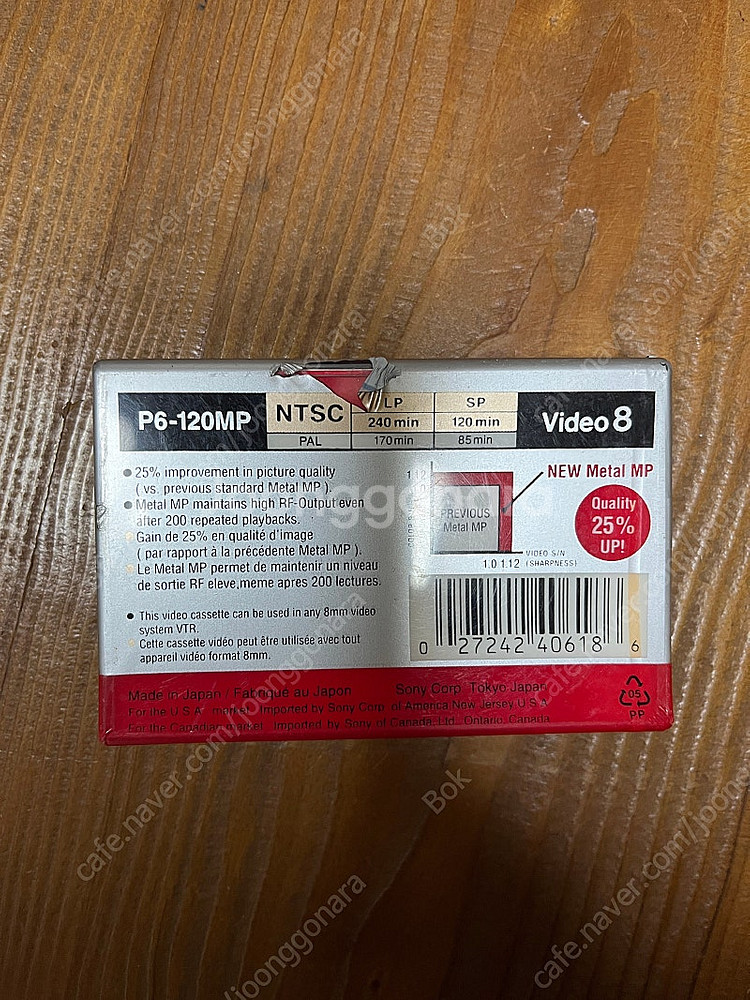 P6-120MP NTSC LP SP Video 8
240 min 120 min
PAL 170 min 85 min
● 25% improvement in picture quality
( vs. previous standard Metal MP ).
● Metal MP maintains high RF-Output even
after 200 repeated playbacks.
Gain de 25% en qualité d'image
( par rapport à la précédente Metal MP ).
Le Metal MP permet de maintenir un niveau
de sortie RF eleve,meme apres 200 lectures.
● This video cassette can be used in any 8mm video
system VTR.
Cette cassette vidéo peut être utilisée avec tout
appareil vidéo format 8mm.
NEW Metal MP
PREVIOUS
Metal MP
Quality
25%
UP!
VIDEO S/N
1.0 1.12 (SHARPNESS)
0 27242 40618 6
Made in Japan / Fabriqué au Japon Sony Corp. Tokyo Japan
For the U S A market Imported by Sony Corp. of America New Jersey U S A
For the Canadian market Imported by Sony of Canada, Ltd., Ontario, Canada
05
PP
cafe.naver.com/joonggonara
Bok
joonggonara